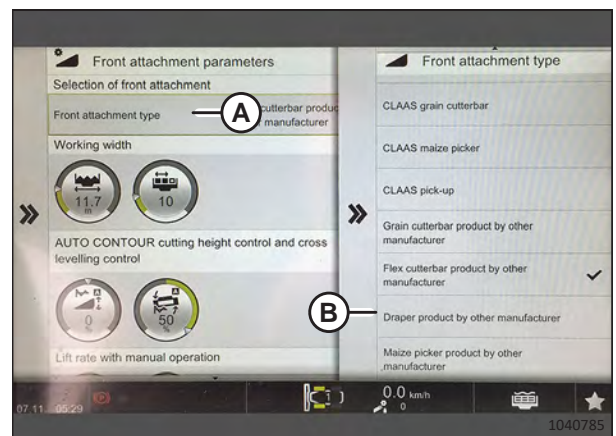 Front attachment parameters
Selection of front attachment
Front attachment type
cutterbar produc
manufacturer
A
Working width
11.7
m
10
AUTO CONTOUR cutting height control and cross
levelling control
0
%
50
%
Lift rate with manual operation
Front attachment type
CLAAS grain cutterbar
CLAAS maize picker
CLAAS pick-up
Grain cutterbar product by other
manufacturer
Flex cutterbar product by other
manufacturer
B
Draper product by other manufacturer
Maize picker product by other
manufacturer
07.11. 05:29
1
0.0 km/h
0
1040785